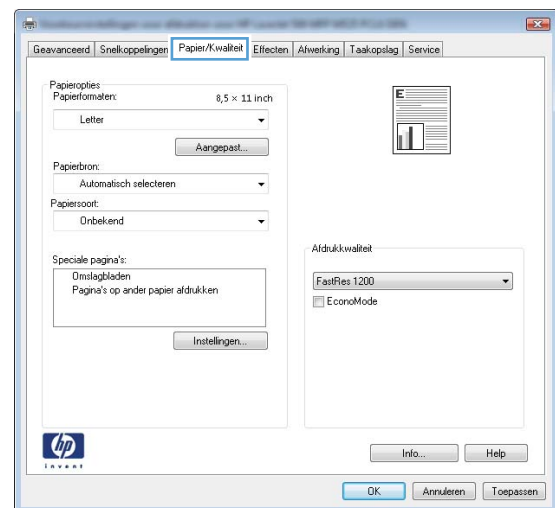 Geavanceerd Snelkoppelingen Papier/Kwaliteit Effecten Afwerking Taakopslag Service
Papieropties
Papierformaten: 8,5 × 11 inch
Letter
Aangepast...
Papierbron:
Automatisch selecteren
Papiersoort:
Onbekend
Speciale pagina's:
Omslagbladen
Pagina's op ander papier afdrukken
Instellingen...
E
Afdrukkwaliteit
FastRes 1200
EconoMode
hp
invent
Info... Help
OK Annuleren Toepassen